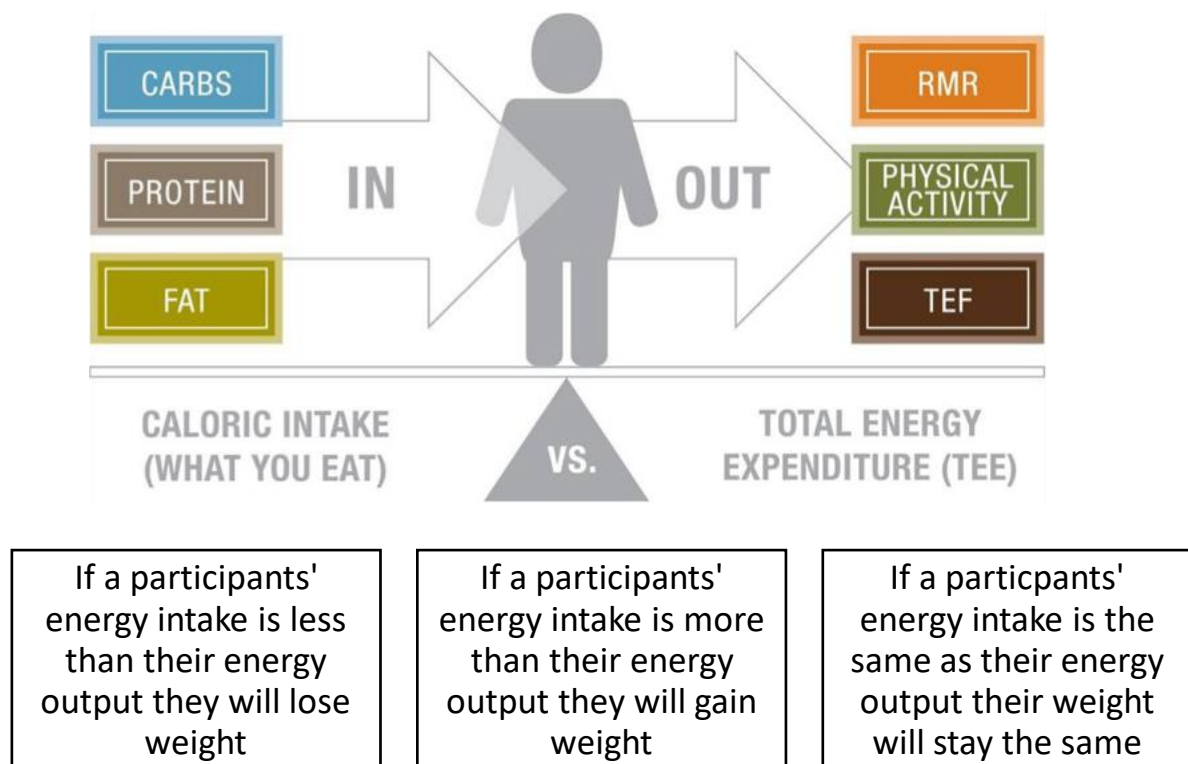 CARBS
PROTEIN
FAT
IN
OUT
RMR
PHYSICAL
ACTIVITY
TEF
CALORIC INTAKE
(WHAT YOU EAT)
VS.
TOTAL ENERGY
EXPENDITURE (TEE)
If a participants'
energy intake is less
than their energy
output they will lose
weight
If a participants'
energy intake is more
than their energy
output they will gain
weight
If a particpants'
energy intake is the
same as their energy
output their weight
will stay the same